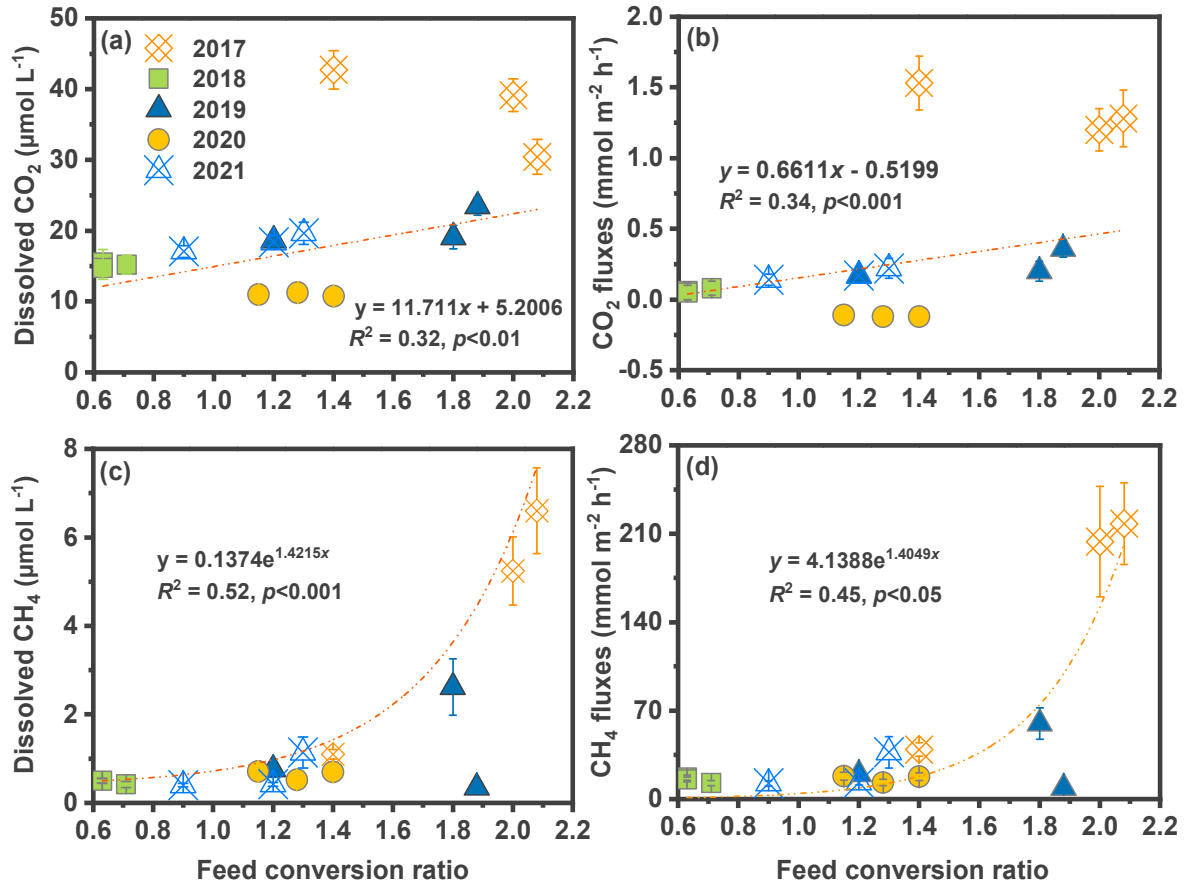 (a)
2017
2018
2019
2020
2021
y = 11.711x + 5.2006
R² = 0.32, p<0.01
Dissolved CO₂ (µmol L⁻¹)
50
40
30
20
10
0
0.6 0.8 1.0 1.2 1.4 1.6 1.8 2.0 2.2
(b)
y = 0.6611x - 0.5199
R² = 0.34, p<0.001
CO₂ fluxes (mmol m⁻² h⁻¹)
2.0
1.5
1.0
0.5
0.0
-0.5
0.6 0.8 1.0 1.2 1.4 1.6 1.8 2.0 2.2
(c)
y = 0.1374e^1.4215x
R² = 0.52, p<0.001
Dissolved CH₄ (µmol L⁻¹)
8
6
4
2
0
0.6 0.8 1.0 1.2 1.4 1.6 1.8 2.0 2.2
Feed conversion ratio
(d)
y = 4.1388e^1.4049x
R² = 0.45, p<0.05
CH₄ fluxes (mmol m⁻² h⁻¹)
280
210
140
70
0
0.6 0.8 1.0 1.2 1.4 1.6 1.8 2.0 2.2
Feed conversion ratio